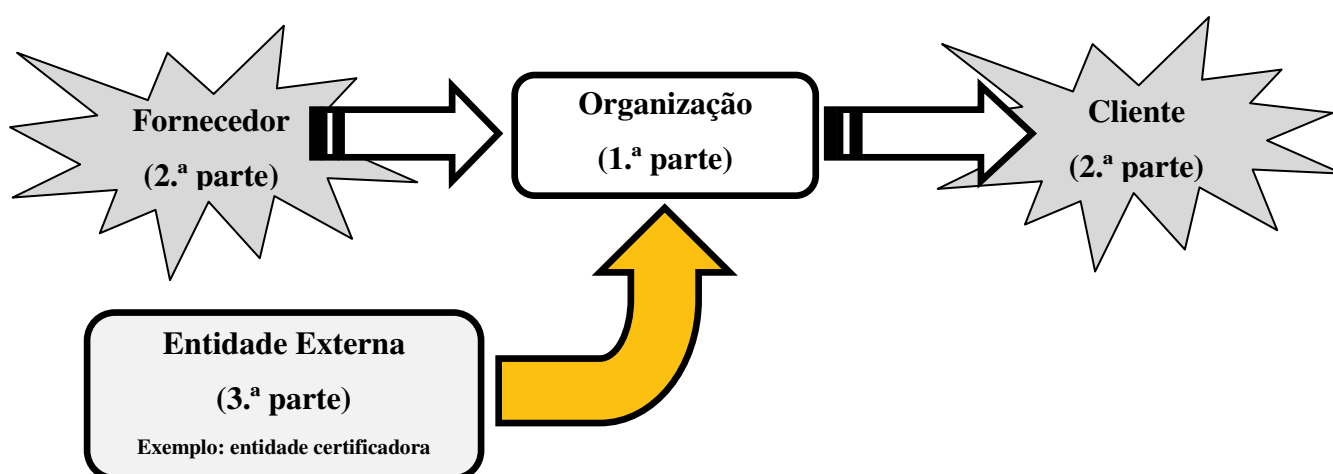 Fornecedor
(2.ª parte)
Organização
(1.ª parte)
Cliente
(2.ª parte)
Entidade Externa
(3.ª parte)
Exemplo: entidade certificadora